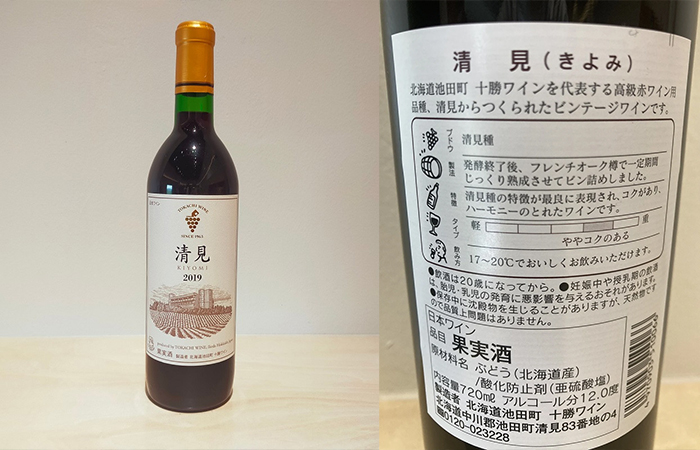 TOKACHI WINE
SINCE 1963
清見
KIYOMI
2019
果実酒
清 見(きよみ)
北海道池田町 十勝ワインを代表する高級赤ワイン用
品種、清見からつくられたビンテージワインです。
ブドウ
清見種
製法
発酵終了後、フレンチオーク樽で一定期間
じっくり熟成させてビン詰めしました。
特徴
清見種の特徴が最良に表現され、コクがあり、
ハーモニーのとれたワインです。
タイプ
軽 重
ややコクのある
飲み方
17~20℃でおいしくお飲みいただけます。
●飲酒は20歳になってから。●妊娠中や授乳期の飲酒
は、胎児・乳児の発育に悪影響を与えるおそれがあります。
●保存中に沈殿物を生じることがありますが、天然物です
ので品質上問題はありません。
日本ワイン
品目 果実酒
原材料名 ぶどう(北海道産)
/酸化防止剤(亜硫酸塩)
内容量720mℓ アルコール分12.0度
製造者 北海道池田町 十勝ワイン
北海道中川郡池田町清見83番地の4
0120-023228